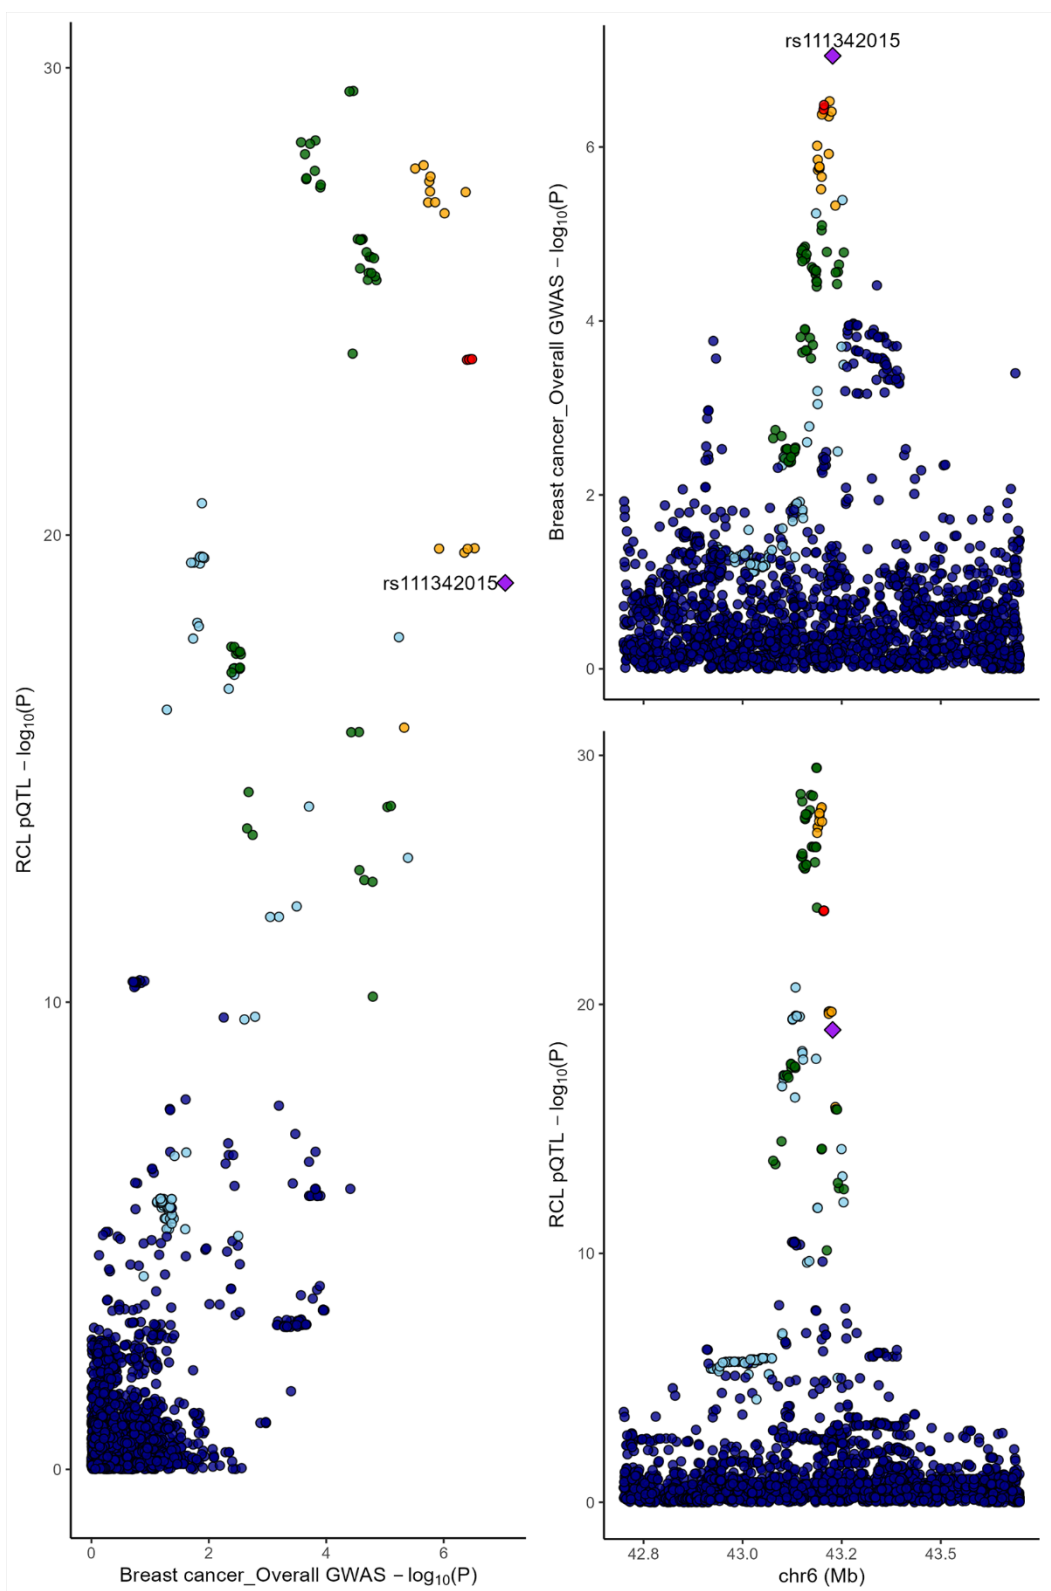 30
20
10
0
RCL pQTL − log10(P)
rs111342015
0
2
4
6
Breast cancer_Overall GWAS − log10(P)
rs111342015
6
4
2
0
Breast cancer_Overall GWAS − log10(P)
30
20
10
0
RCL pQTL − log10(P)
42.8
43.0
43.2
43.5
chr6 (Mb)